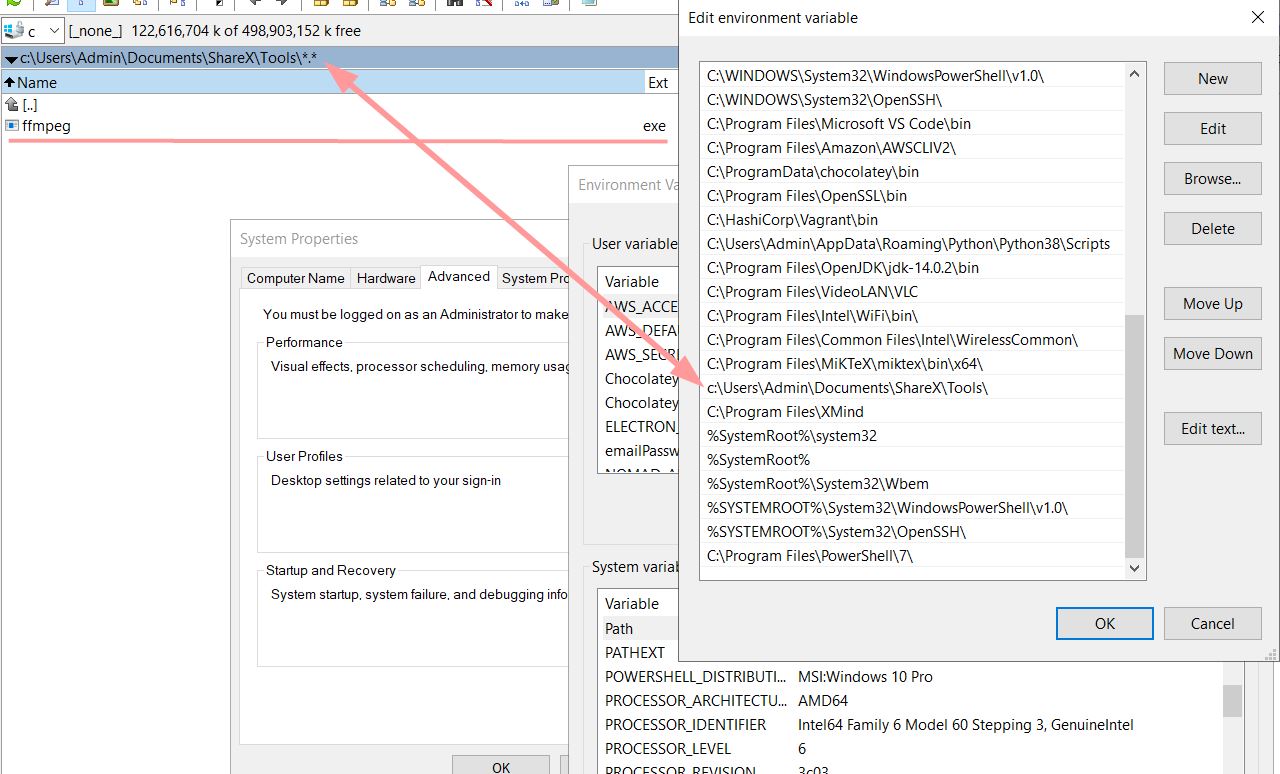 c
[_none_] 122,616,704 k of 498,903,152 k free
c:\Users\Admin\Documents\ShareX\Tools\*.*
Name
Ext
[..]
ffmpeg
exe
System Properties
Computer Name
Hardware
Advanced
System Pro
You must be logged on as an Administrator to make
Performance
Visual effects, processor scheduling, memory usag
User Profiles
Desktop settings related to your sign-in
Startup and Recovery
System startup, system failure, and debugging info
OK
Environment Va
User variable
Variable
AWS_ACCE
AWS_DEFAU
AWS_SECR
Chocolatey
Chocolatey
ELECTRON_
emailPassw
NOMAD_A
System variab
Variable
Path
PATHEXT
POWERSHELL_DISTRIBUTI... MSI:Windows 10 Pro
PROCESSOR_ARCHITECTU... AMD64
PROCESSOR_IDENTIFIER Intel64 Family 6 Model 60 Stepping 3, GenuineIntel
PROCESSOR_LEVEL 6
PROCESSOR_REVISION 3c03
Edit environment variable
C:\WINDOWS\System32\WindowsPowerShell\v1.0\
C:\WINDOWS\System32\OpenSSH\
C:\Program Files\Microsoft VS Code\bin
C:\Program Files\Amazon\AWSCLIV2\
C:\ProgramData\chocolatey\bin
C:\Program Files\OpenSSL\bin
C:\HashiCorp\Vagrant\bin
C:\Users\Admin\AppData\Roaming\Python\Python38\Scripts
C:\Program Files\OpenJDK\jdk-14.0.2\bin
C:\Program Files\VideoLAN\VLC
C:\Program Files\Intel\WiFi\bin\
C:\Program Files\Common Files\Intel\WirelessCommon\
C:\Program Files\MiKTeX\miktex\bin\x64\
c:\Users\Admin\Documents\ShareX\Tools\
C:\Program Files\XMind
%SystemRoot%\system32
%SystemRoot%
%SystemRoot%\System32\Wbem
%SYSTEMROOT%\System32\WindowsPowerShell\v1.0\
%SYSTEMROOT%\System32\OpenSSH\
C:\Program Files\PowerShell\7\
New
Edit
Browse...
Delete
Move Up
Move Down
Edit text...
OK
Cancel